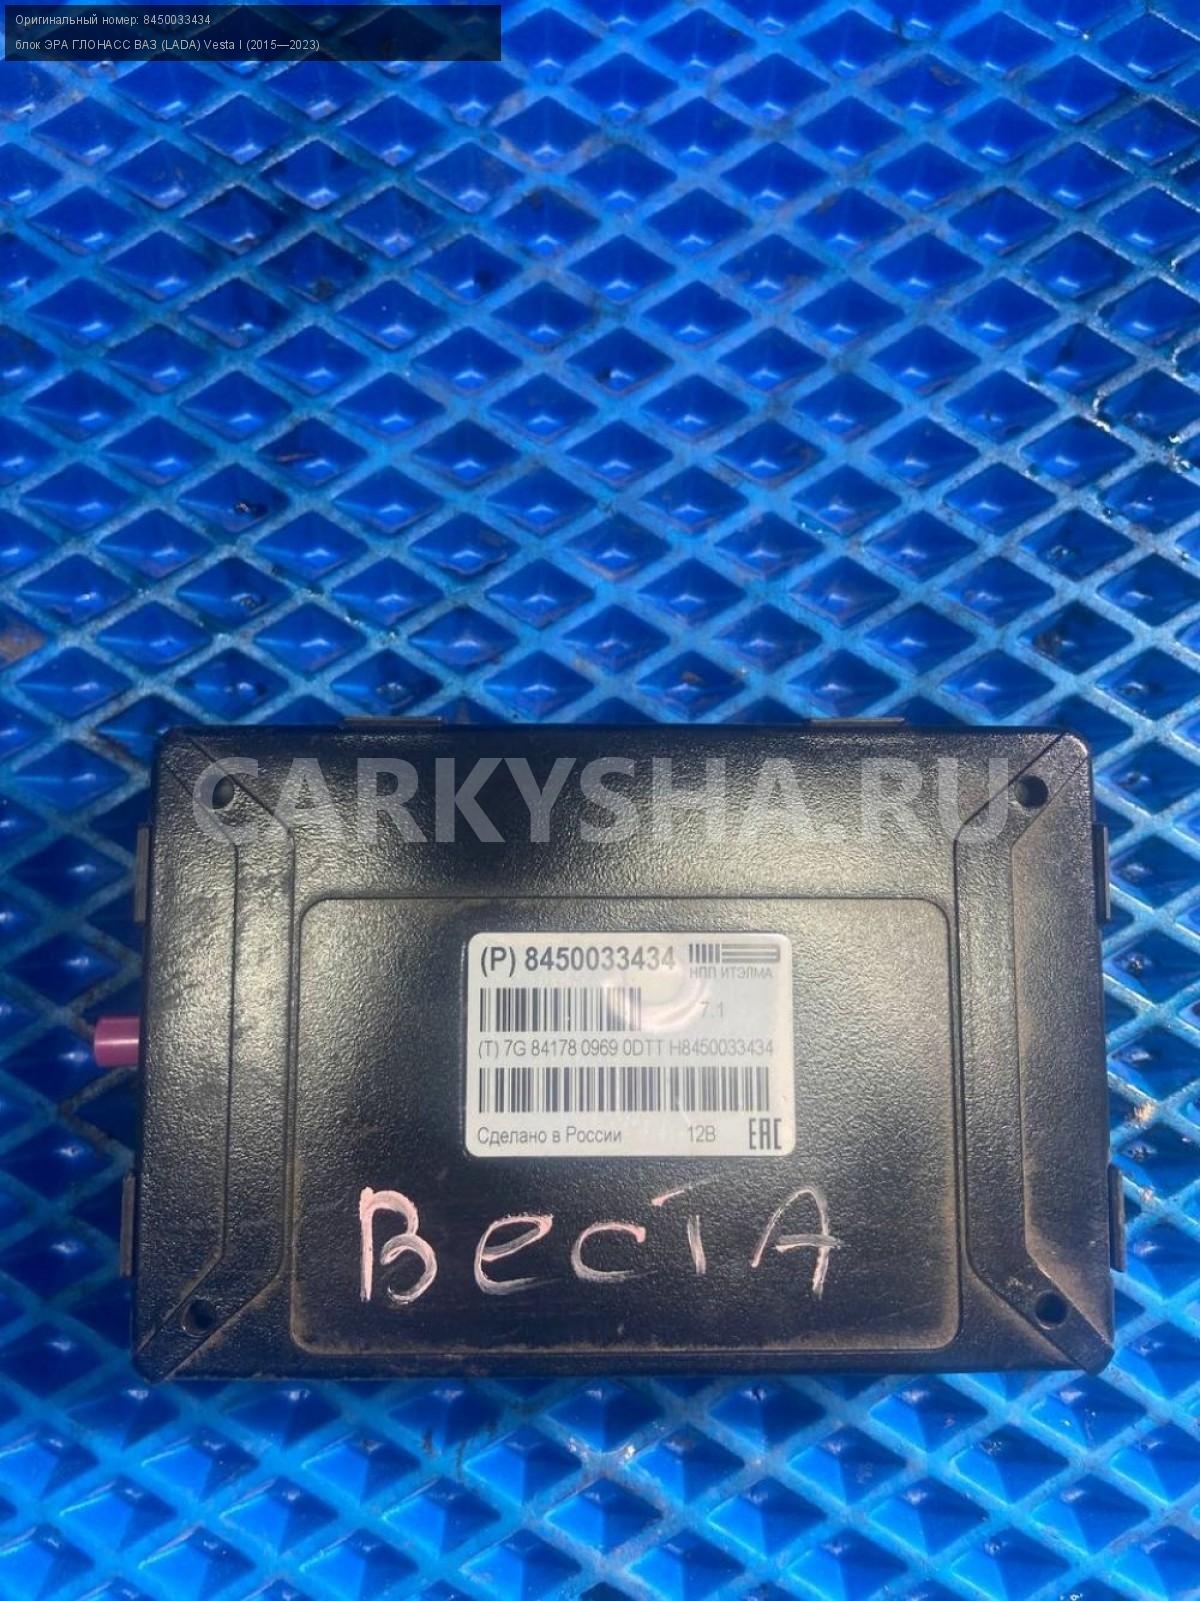 Оригинальный номер: 8450033434
блок ЭРА ГЛОНАСС ВАЗ (LADA) Vesta I (2015—2023)
CARKYSHA.RU
(P) 8450033434
НПП ИТЭЛМА
7.1
(T) 7G 84178 0969 0DTT H8450033434
Сделано в России 12В EAC
ВеСТА